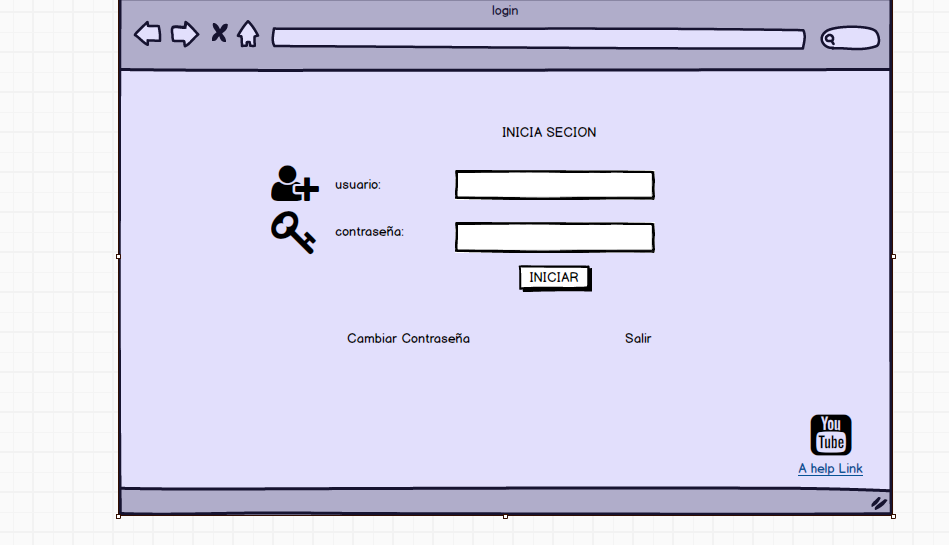 login
INICIA SECION
usuario:
contraseña:
INICIAR
Cambiar Contraseña Salir
You
Tube
A help Link